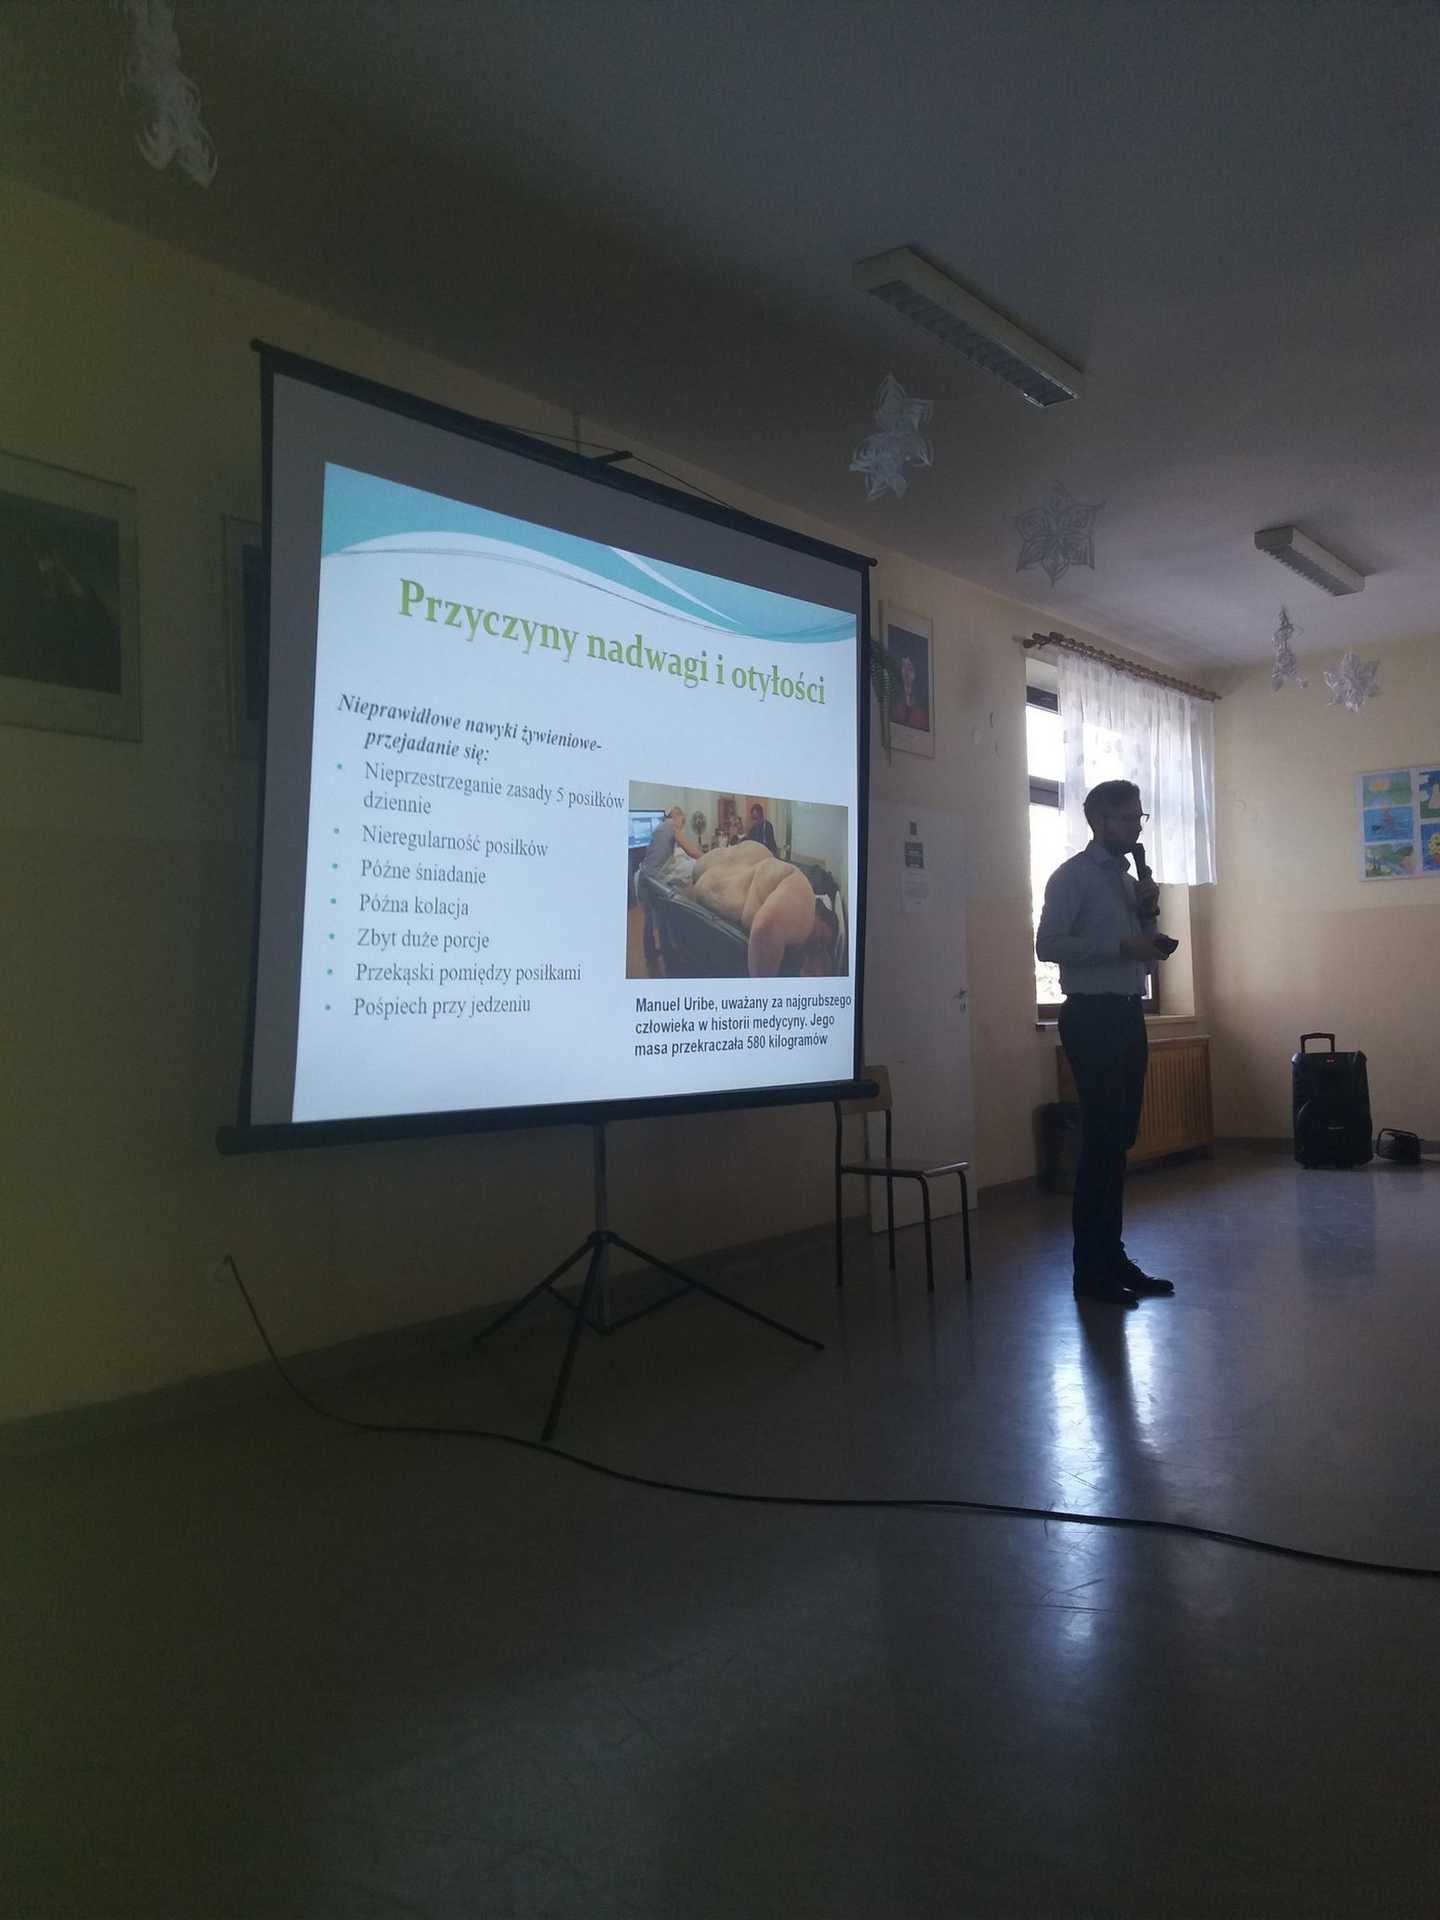 Przyczyny nadwagi i otyłości
Nieprawidłowe nawyki żywieniowe-
przejadanie się:
• Nieprzestrzeganie zasady 5 posiłków
dziennie
• Nieregularność posiłków
• Późne śniadanie
• Późna kolacja
• Zbyt duże porcje
• Przekąski pomiędzy posiłkami
• Pośpiech przy jedzeniu
Manuel Uribe, uważany za najgrubszego
człowieka w historii medycyny. Jego
masa przekraczała 580 kilogramów